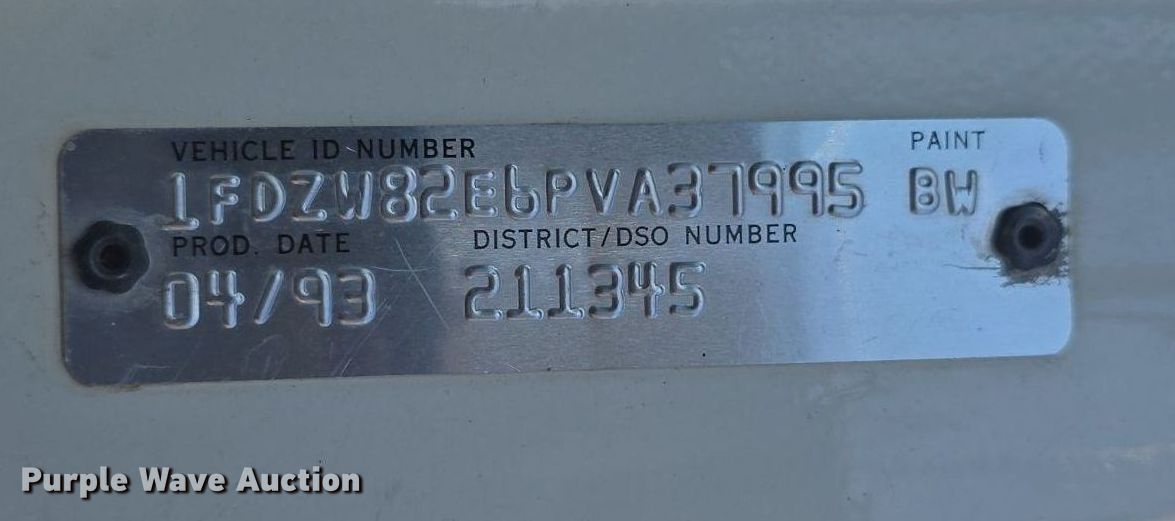 VEHICLE ID NUMBER PAINT
1FDZW82E6PVA37995 BW
PROD. DATE DISTRICT/DSO NUMBER
04/93 211345
Purple Wave Auction